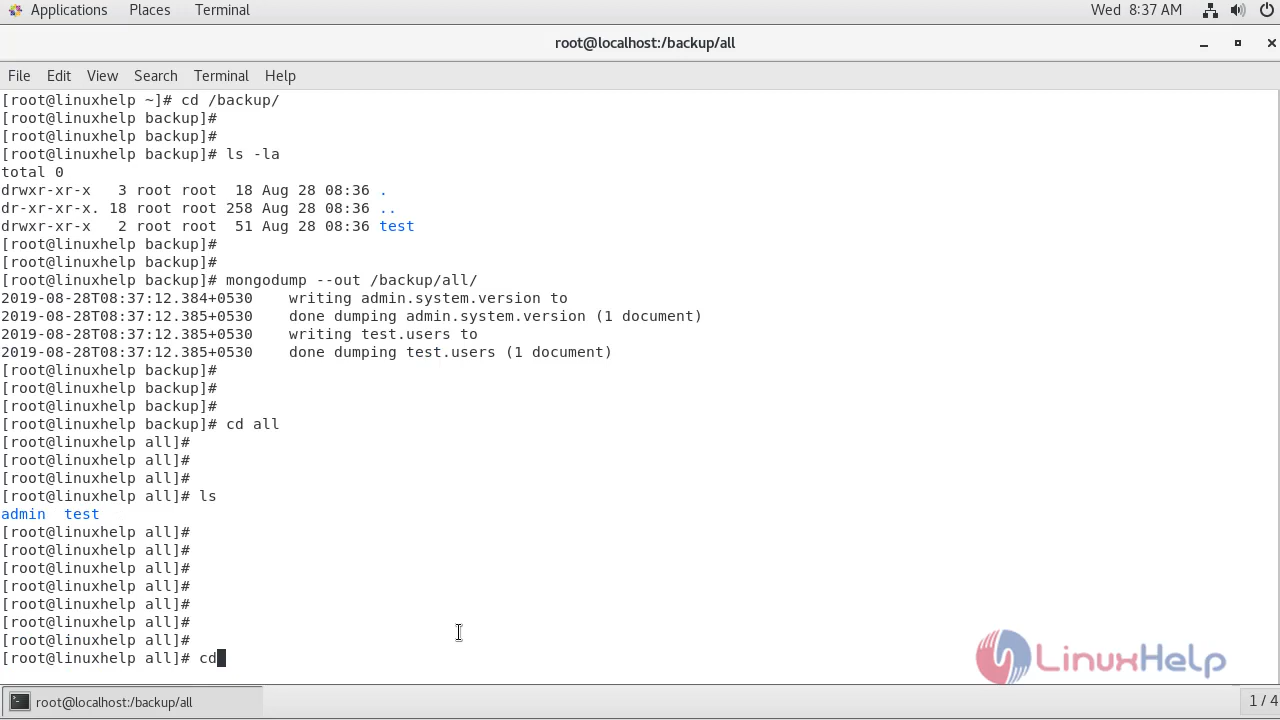 Applications Places Terminal Wed 8:37 AM
root@localhost:/backup/all
File Edit View Search Terminal Help
[root@linuxhelp ~]# cd /backup/
[root@linuxhelp backup]#
[root@linuxhelp backup]#
[root@linuxhelp backup]# ls -la
total 0
drwxr-xr-x   3 root root  18 Aug 28 08:36 .
dr-xr-xr-x. 18 root root 258 Aug 28 08:36 ..
drwxr-xr-x   2 root root  51 Aug 28 08:36 test
[root@linuxhelp backup]#
[root@linuxhelp backup]#
[root@linuxhelp backup]# mongodump --out /backup/all/
2019-08-28T08:37:12.384+0530    writing admin.system.version to
2019-08-28T08:37:12.385+0530    done dumping admin.system.version (1 document)
2019-08-28T08:37:12.385+0530    writing test.users to
2019-08-28T08:37:12.385+0530    done dumping test.users (1 document)
[root@linuxhelp backup]#
[root@linuxhelp backup]#
[root@linuxhelp backup]#
[root@linuxhelp backup]# cd all
[root@linuxhelp all]#
[root@linuxhelp all]#
[root@linuxhelp all]#
[root@linuxhelp all]# ls
admin  test
[root@linuxhelp all]#
[root@linuxhelp all]#
[root@linuxhelp all]#
[root@linuxhelp all]#
[root@linuxhelp all]#
[root@linuxhelp all]#
[root@linuxhelp all]#
[root@linuxhelp all]# cd
LinuxHelp
root@localhost:/backup/all 1 / 4